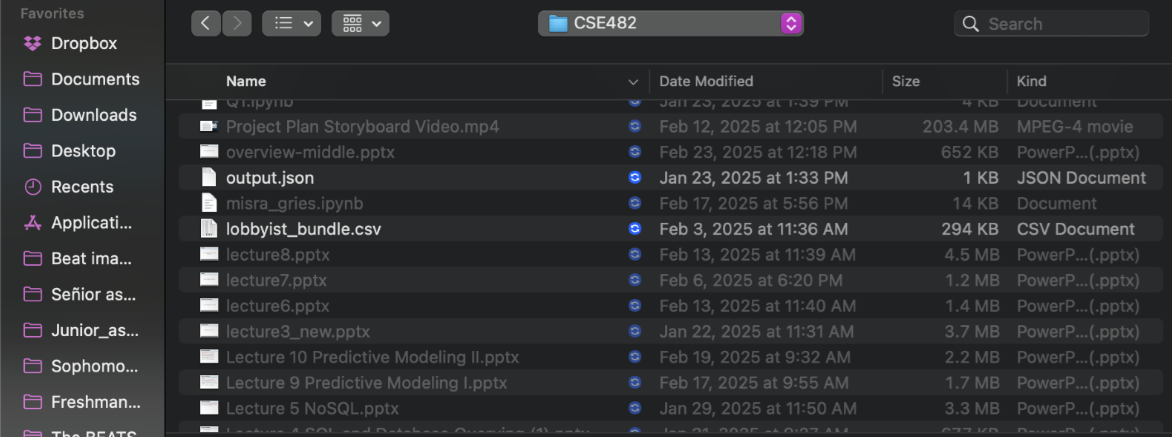 Favorites
Dropbox
Documents
Downloads
Desktop
Recents
Applicati...
Beat ima...
Señior as...
Junior_as...
Sophomo...
Freshman...
The BEATS
CSE482
Search
Name Date Modified Size Kind
Q1.ipynb Jan 23, 2025 at 1:39 PM 4 KB Document
Project Plan Storyboard Video.mp4 Feb 12, 2025 at 12:05 PM 203.4 MB MPEG-4 movie
overview-middle.pptx Feb 23, 2025 at 12:18 PM 652 KB PowerP...(.pptx)
output.json Jan 23, 2025 at 1:33 PM 1 KB JSON Document
misra_gries.ipynb Feb 17, 2025 at 5:56 PM 14 KB Document
lobbyist_bundle.csv Feb 3, 2025 at 11:36 AM 294 KB CSV Document
lecture8.pptx Feb 13, 2025 at 11:39 AM 4.5 MB PowerP...(.pptx)
lecture7.pptx Feb 6, 2025 at 6:20 PM 1.2 MB PowerP...(.pptx)
lecture6.pptx Feb 13, 2025 at 11:40 AM 1.4 MB PowerP...(.pptx)
lecture3_new.pptx Jan 22, 2025 at 11:31 AM 3.7 MB PowerP...(.pptx)
Lecture 10 Predictive Modeling II.pptx Feb 19, 2025 at 9:32 AM 2.2 MB PowerP...(.pptx)
Lecture 9 Predictive Modeling I.pptx Feb 17, 2025 at 9:55 AM 1.7 MB PowerP...(.pptx)
Lecture 5 NoSQL.pptx Jan 29, 2025 at 11:50 AM 3.3 MB PowerP...(.pptx)
Lecture 4 SQL and Database Querying (1).pptx 2025 at AM KB PowerP...(.pptx)